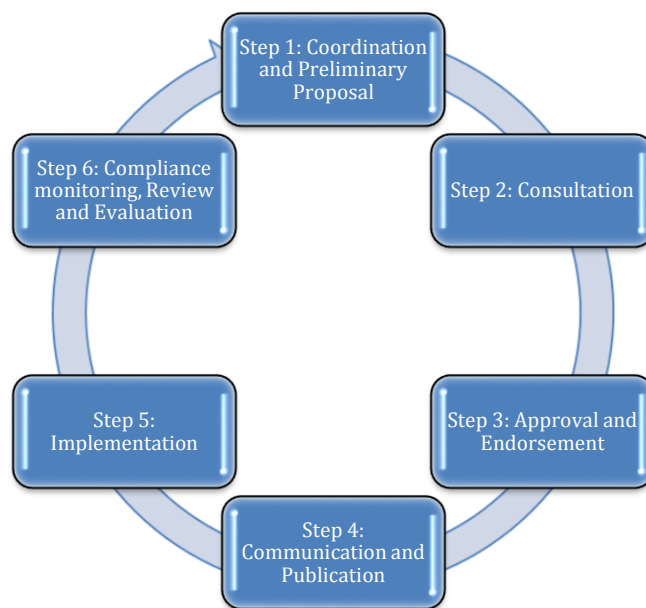 Step 1: Coordination
and Preliminary
Proposal
Step 2: Consultation
Step 3: Approval and
Endorsement
Step 4:
Communication and
Publication
Step 5:
Implementation
Step 6: Compliance
monitoring, Review
and Evaluation